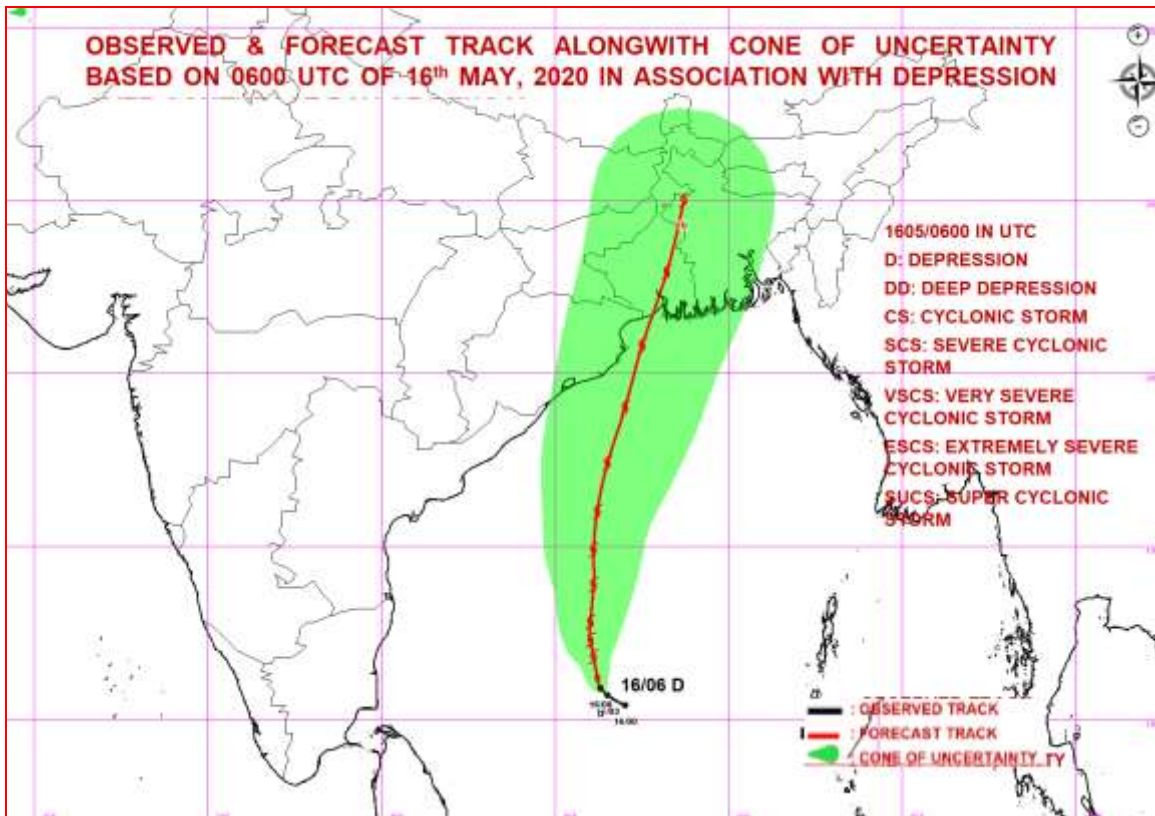 OBSERVED & FORECAST TRACK ALONGWITH CONE OF UNCERTAINTY
BASED ON 0600 UTC OF 16th MAY, 2020 IN ASSOCIATION WITH DEPRESSION
1605/0600 IN UTC
D: DEPRESSION
DD: DEEP DEPRESSION
CS: CYCLONIC STORM
SCS: SEVERE CYCLONIC
STORM
VSCS: VERY SEVERE
CYCLONIC STORM
ESCS: EXTREMELY SEVERE
CYCLONIC STORM
SUCS: SUPER CYCLONIC
STORM
16/06 D
16/00
: OBSERVED TRACK
: FORECAST TRACK
: CONE OF UNCERTAINTY TY